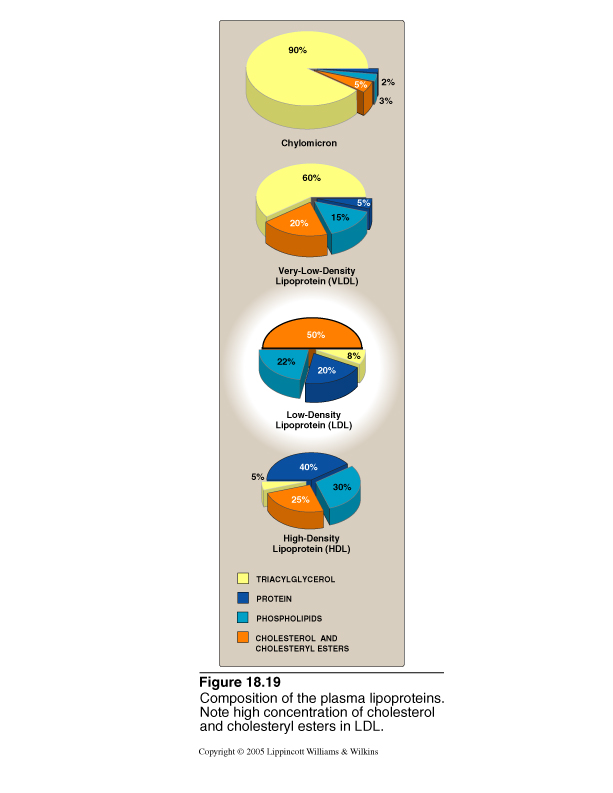 90%
2%
5%
3%
Chylomicron
60%
5%
15%
20%
Very-Low-Density
Lipoprotein (VLDL)
50%
8%
22%
20%
Low-Density
Lipoprotein (LDL)
40%
5%
30%
25%
High-Density
Lipoprotein (HDL)
TRIACYLGLYCEROL
PROTEIN
PHOSPHOLIPIDS
CHOLESTEROL AND
CHOLESTERYL ESTERS
Figure 18.19
Composition of the plasma lipoproteins.
Note high concentration of cholesterol
and cholesteryl esters in LDL.
Copyright © 2005 Lippincott Williams & Wilkins